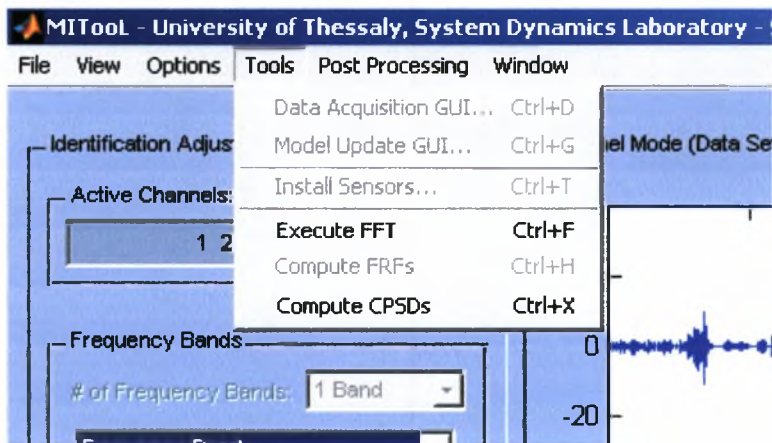 MITooL - University of Thessaly, System Dynamics Laboratory -
File View Options Tools Post Processing Window
Data Acquisition GUI... Ctrl+D
Model Update GUI... Ctrl+G
Install Sensors... Ctrl+T
Execute FFT Ctrl+F
Compute FRFs Ctrl+H
Compute CPSDs Ctrl+X
Identification Adjus
el Mode (Data Se
Active Channels:
1 2
Frequency Bands
# of Frequency Bands: 1 Band
0
-20